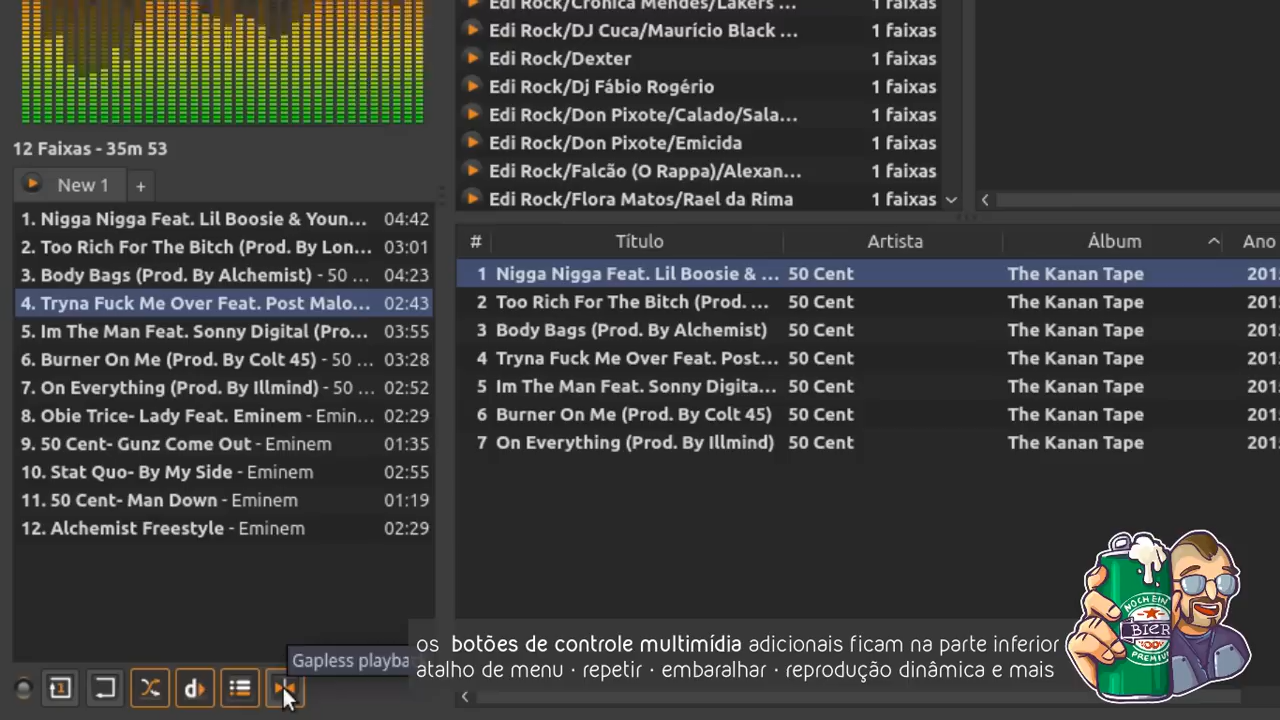 Edi Rock/Crônica Mendes/Lakers ... 1 faixas
Edi Rock/DJ Cuca/Maurício Black ... 1 faixas
Edi Rock/Dexter 1 faixas
Edi Rock/Dj Fábio Rogério 1 faixas
Edi Rock/Don Pixote/Calado/Sala... 1 faixas
Edi Rock/Don Pixote/Emicida 1 faixas
Edi Rock/Falcão (O Rappa)/Alexan... 1 faixas
Edi Rock/Flora Matos/Rael da Rima 1 faixas
12 Faixas - 35m 53
New 1 +
1. Nigga Nigga Feat. Lil Boosie & Youn... 04:42
2. Too Rich For The Bitch (Prod. By Lon... 03:01
3. Body Bags (Prod. By Alchemist) - 50 ... 04:23
4. Tryna Fuck Me Over Feat. Post Malo... 02:43
5. Im The Man Feat. Sonny Digital (Pro... 03:55
6. Burner On Me (Prod. By Colt 45) - 50 ... 03:28
7. On Everything (Prod. By Illmind) - 50 ... 02:52
8. Obie Trice- Lady Feat. Eminem - Emin... 02:29
9. 50 Cent- Gunz Come Out - Eminem 01:35
10. Stat Quo- By My Side - Eminem 02:55
11. 50 Cent- Man Down - Eminem 01:19
12. Alchemist Freestyle - Eminem 02:29
# Título Artista Álbum Ano
1 Nigga Nigga Feat. Lil Boosie & ... 50 Cent The Kanan Tape 201
2 Too Rich For The Bitch (Prod. ... 50 Cent The Kanan Tape 201
3 Body Bags (Prod. By Alchemist) 50 Cent The Kanan Tape 201
4 Tryna Fuck Me Over Feat. Post... 50 Cent The Kanan Tape 201
5 Im The Man Feat. Sonny Digita... 50 Cent The Kanan Tape 201
6 Burner On Me (Prod. By Colt 45) 50 Cent The Kanan Tape 201
7 On Everything (Prod. By Illmind) 50 Cent The Kanan Tape 201
Gapless playba
os botões de controle multimídia adicionais ficam na parte inferior
atalho de menu · repetir · embaralhar · reprodução dinâmica e mais
NOCH EIN
BIER
PREMIUM